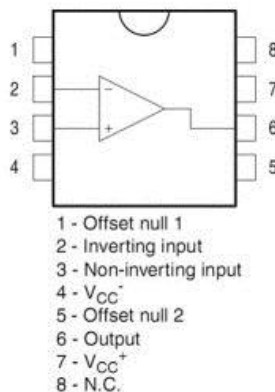 1 8
2 - 7
3 + 6
4 5
1 - Offset null 1
2 - Inverting input
3 - Non-inverting input
4 - VCC-
5 - Offset null 2
6 - Output
7 - VCC+
8 - N.C.